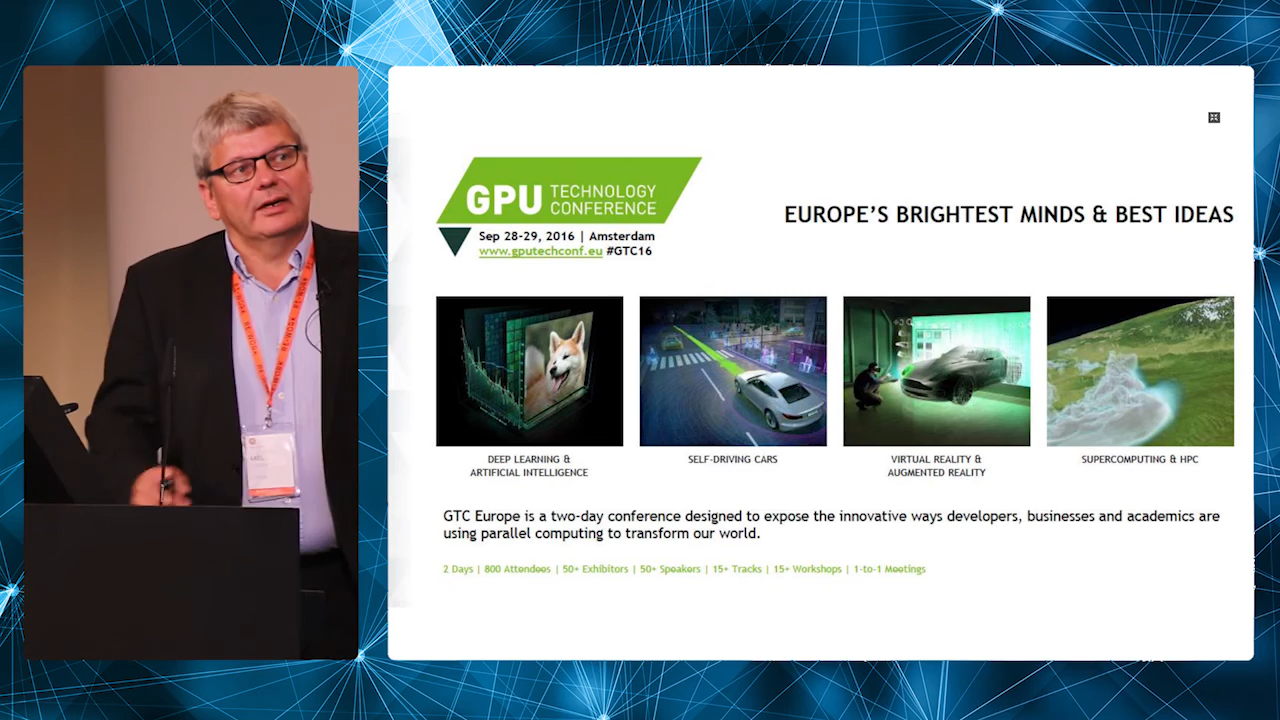 GPU TECHNOLOGY
CONFERENCE
Sep 28-29, 2016 | Amsterdam
www.gputechconf.eu #GTC16
EUROPE'S BRIGHTEST MINDS & BEST IDEAS
DEEP LEARNING &
ARTIFICIAL INTELLIGENCE
SELF-DRIVING CARS
VIRTUAL REALITY &
AUGMENTED REALITY
SUPERCOMPUTING & HPC
GTC Europe is a two-day conference designed to expose the innovative ways developers, businesses and academics are
using parallel computing to transform our world.
2 Days | 800 Attendees | 50+ Exhibitors | 50+ Speakers | 15+ Tracks | 15+ Workshops | 1-to-1 Meetings
RE•WORK